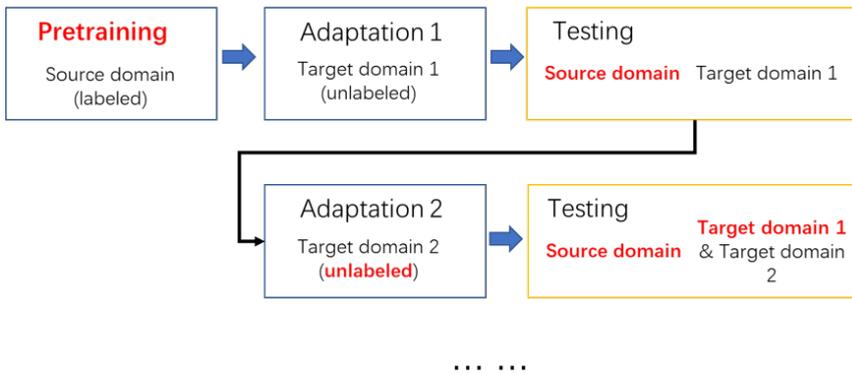 Pretraining
Source domain
(labeled)
Adaptation 1
Target domain 1
(unlabeled)
Testing
Source domain Target domain 1
Adaptation 2
Target domain 2
(unlabeled)
Testing
Source domain
Target domain 1
& Target domain
2
... ...